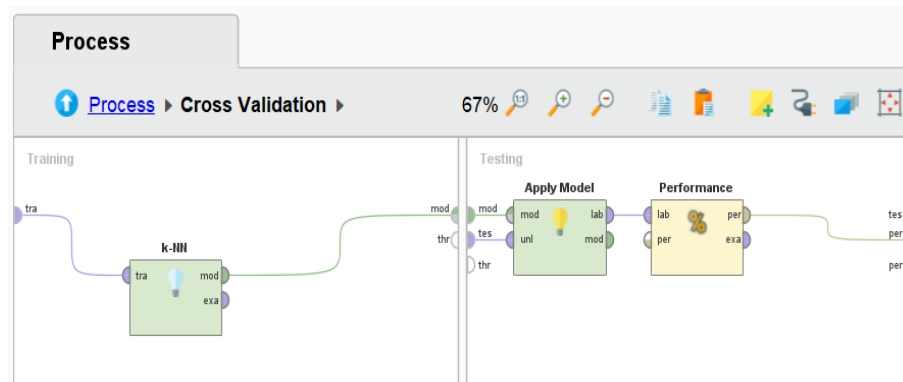 Process
Process ▸ Cross Validation ▸ 67%
Training
Testing
Apply Model Performance
tra
mod
thr
mod
tes
thr
mod lab
unl mod
lab per
per exa
tes
per
per
k-NN
tra mod
exa